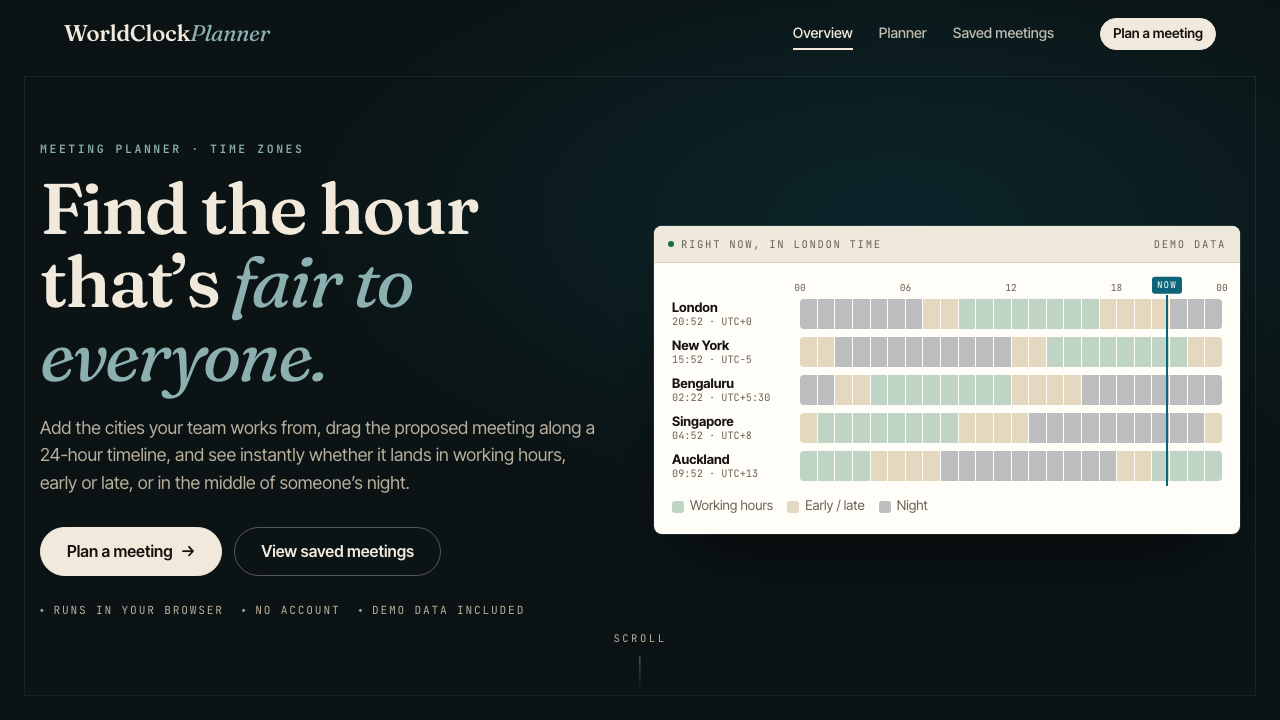 WorldClockPlanner
Overview
Planner
Saved meetings
Plan a meeting
MEETING PLANNER · TIME ZONES
Find the hour
that’s fair to
everyone.
Add the cities your team works from, drag the proposed meeting along a
24-hour timeline, and see instantly whether it lands in working hours,
early or late, or in the middle of someone’s night.
Plan a meeting →
View saved meetings
RUNS IN YOUR BROWSER
NO ACCOUNT
DEMO DATA INCLUDED
RIGHT NOW, IN LONDON TIME
DEMO DATA
00 06 12 18 NOW 00
London
20:52 · UTC+0
New York
15:52 · UTC-5
Bengaluru
02:22 · UTC+5:30
Singapore
04:52 · UTC+8
Auckland
09:52 · UTC+13
Working hours
Early / late
Night
SCROLL